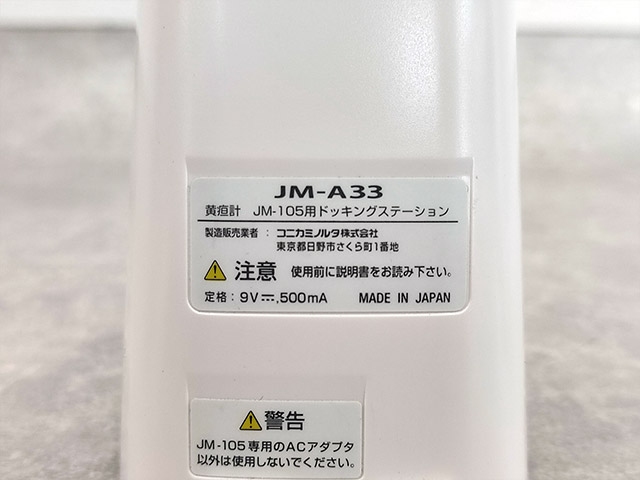 JM-A33
黄疸計 JM-105用ドッキングステーション
製造販売業者 : コニカミノルタ株式会社
東京都日野市さくら町1番地
注意 使用前に説明書をお読み下さい。
定格 : 9V⎓,500mA MADE IN JAPAN
警告
JM-105専用のACアダプタ
以外は使用しないでください。